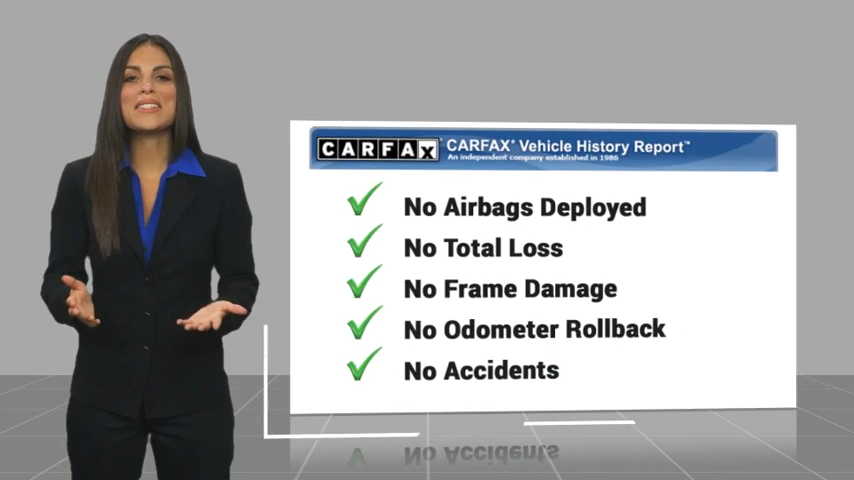 CARFAX
CARFAX® Vehicle History Report™
An independent company established in 1986
No Airbags Deployed
No Total Loss
No Frame Damage
No Odometer Rollback
No Accidents
No Accidents